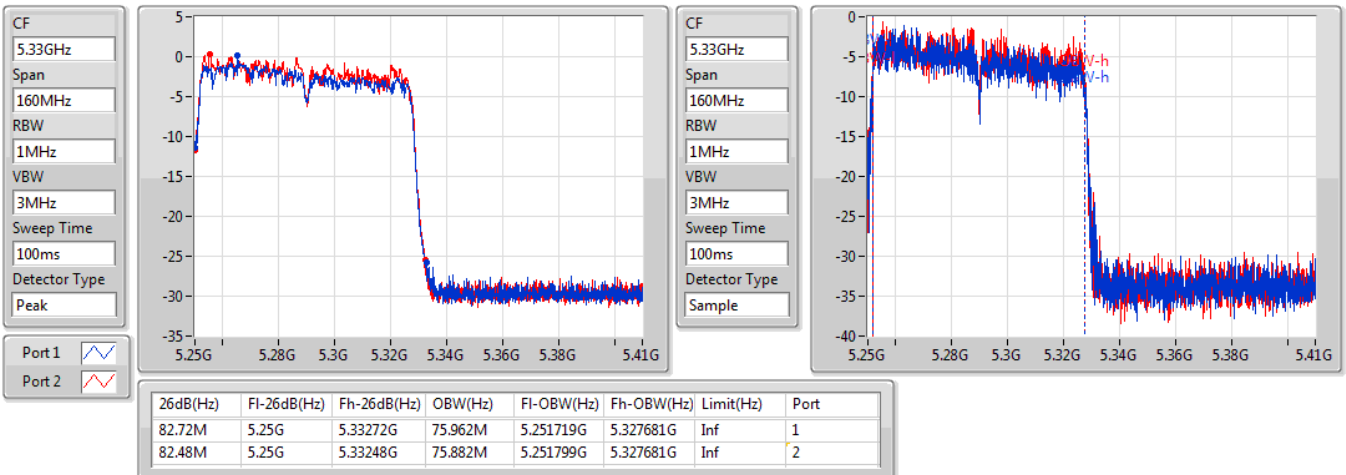 CF
5.33GHz
Span
160MHz
RBW
1MHz
VBW
3MHz
Sweep Time
100ms
Detector Type
Peak
Port 1
Port 2
5
0
-5
-10
-15
-20
-25
-30
-35
5.25G 5.28G 5.3G 5.32G 5.34G 5.36G 5.38G 5.41G
CF
5.33GHz
Span
160MHz
RBW
1MHz
VBW
3MHz
Sweep Time
100ms
Detector Type
Sample
0
-5
-10
-15
-20
-25
-30
-35
-40
5.25G 5.28G 5.3G 5.32G 5.34G 5.36G 5.38G 5.41G
26dB(Hz) Fl-26dB(Hz) Fh-26dB(Hz) OBW(Hz) Fl-OBW(Hz) Fh-OBW(Hz) Limit(Hz) Port
82.72M 5.25G 5.33272G 75.962M 5.251719G 5.327681G Inf 1
82.48M 5.25G 5.33248G 75.882M 5.251799G 5.327681G Inf 2